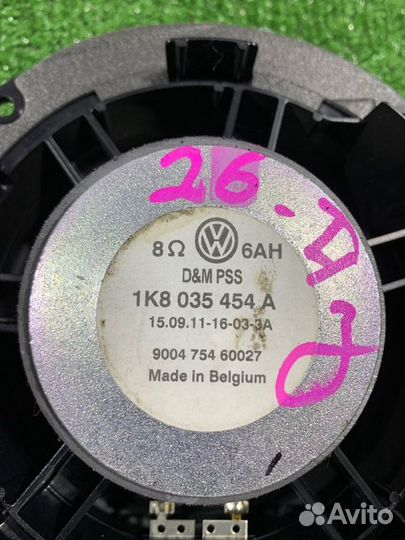 26-
8Ω VW 6AH
D&M PSS
1K8 035 454 A
15.09.11-16-03-3A
9004 754 60027
Made in Belgium
Avito